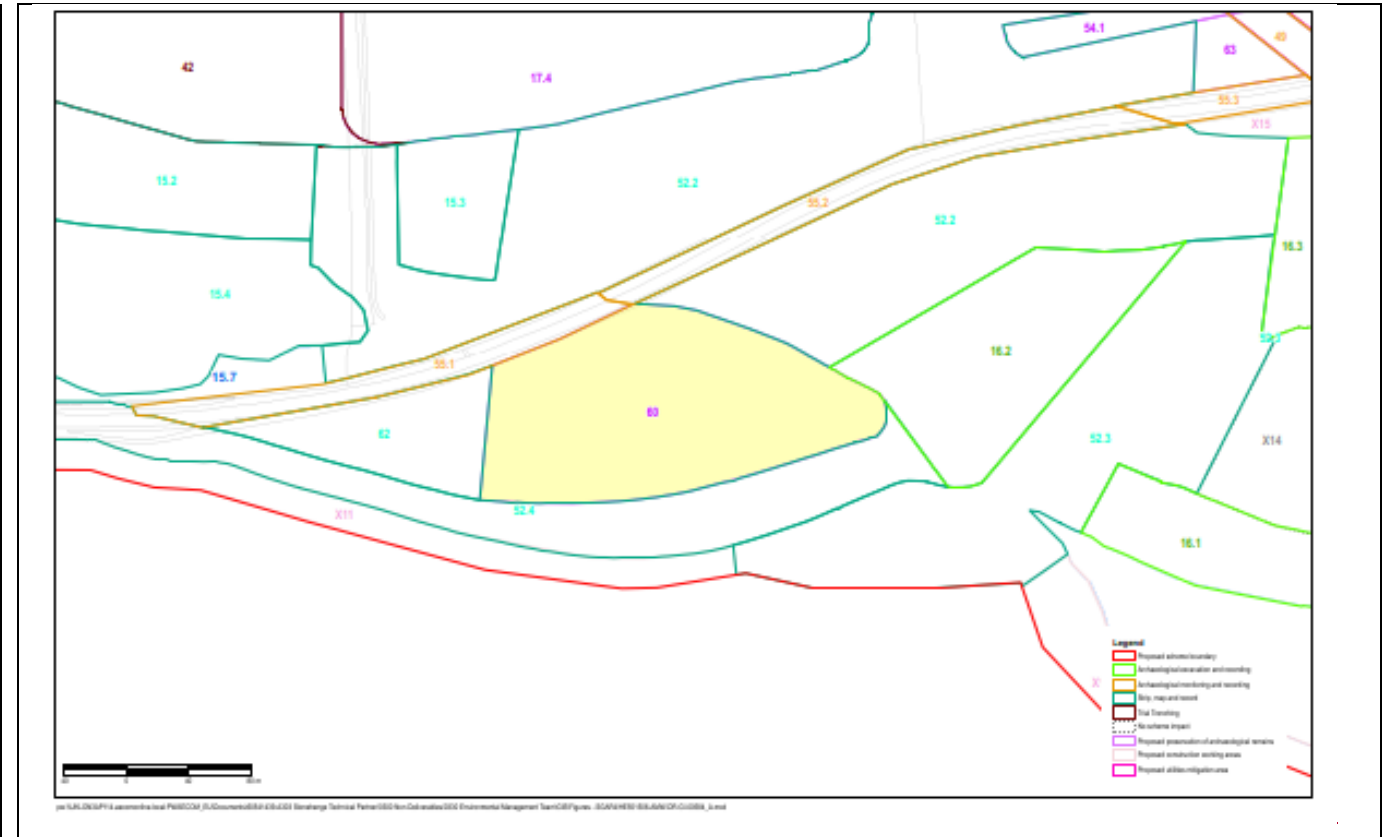 54.1
49
42
17.4
63
55.3
X15
15.2
52.2
15.3
55.2
52.2
16.3
15.4
52.3
16.2
55.1
15.7
60
62
52.3
X14
52.4
X11
16.1
Legend
Proposed scheme boundary
Archaeological excavation and recording
Archaeological monitoring and recording
Strip, map and record
Trial Trenching
No scheme impact
X
Proposed preservation of archaeological remains
Proposed construction working areas
Proposed utilities mitigation area